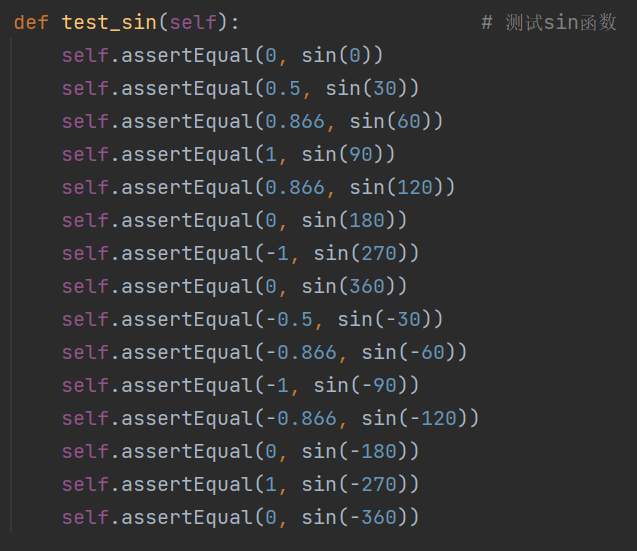 def test_sin(self):                    # 测试sin函数
    self.assertEqual(0, sin(0))
    self.assertEqual(0.5, sin(30))
    self.assertEqual(0.866, sin(60))
    self.assertEqual(1, sin(90))
    self.assertEqual(0.866, sin(120))
    self.assertEqual(0, sin(180))
    self.assertEqual(-1, sin(270))
    self.assertEqual(0, sin(360))
    self.assertEqual(-0.5, sin(-30))
    self.assertEqual(-0.866, sin(-60))
    self.assertEqual(-1, sin(-90))
    self.assertEqual(-0.866, sin(-120))
    self.assertEqual(0, sin(-180))
    self.assertEqual(1, sin(-270))
    self.assertEqual(0, sin(-360))